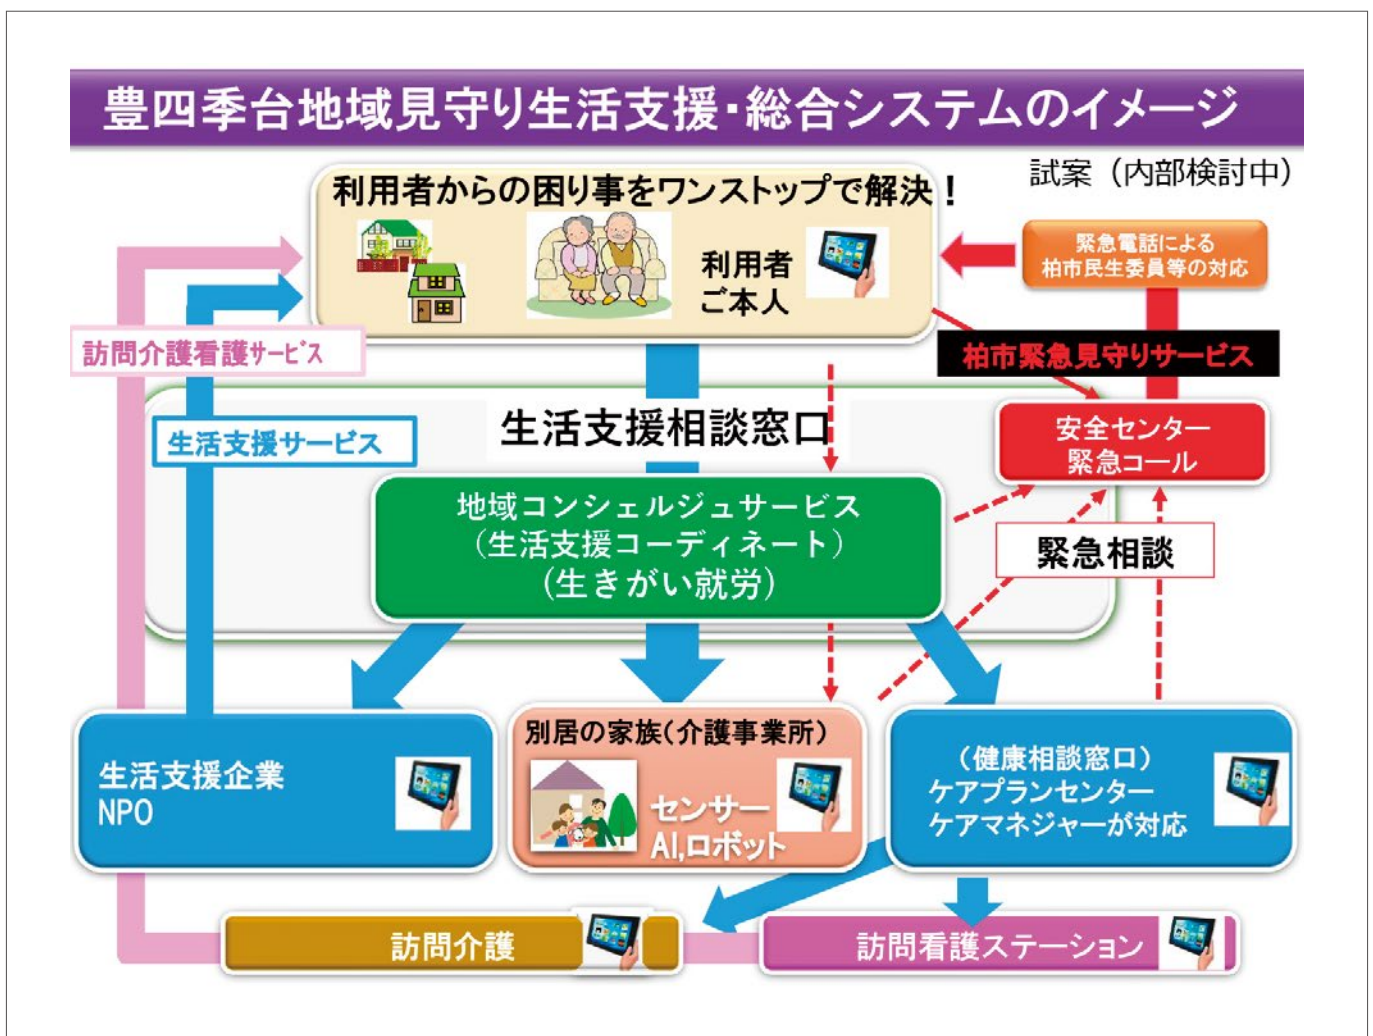 豊四季台地域見守り生活支援・総合システムのイメージ
試案（内部検討中）
利用者からの困り事をワンストップで解決！
利用者
ご本人
緊急電話による
柏市民生委員等の対応
訪問介護看護ｻｰﾋﾞｽ
柏市緊急見守りサービス
生活支援サービス
生活支援相談窓口
安全センター
緊急コール
地域コンシェルジュサービス
（生活支援コーディネート）
(生きがい就労)
緊急相談
生活支援企業
NPO
別居の家族(介護事業所)
センサー
AI,ロボット
（健康相談窓口）
ケアプランセンター
ケアマネジャーが対応
訪問介護
訪問看護ステーション